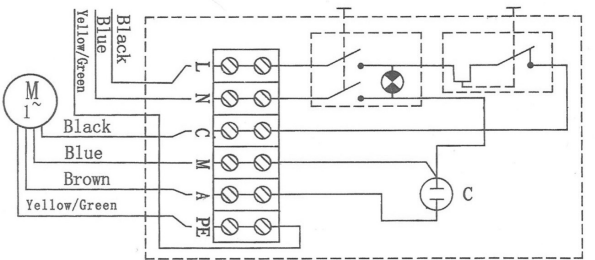 Yellow/Green
Blue
Black
M
1~
Black
Blue
Brown
Yellow/Green
L
N
C
M
A
PE
C